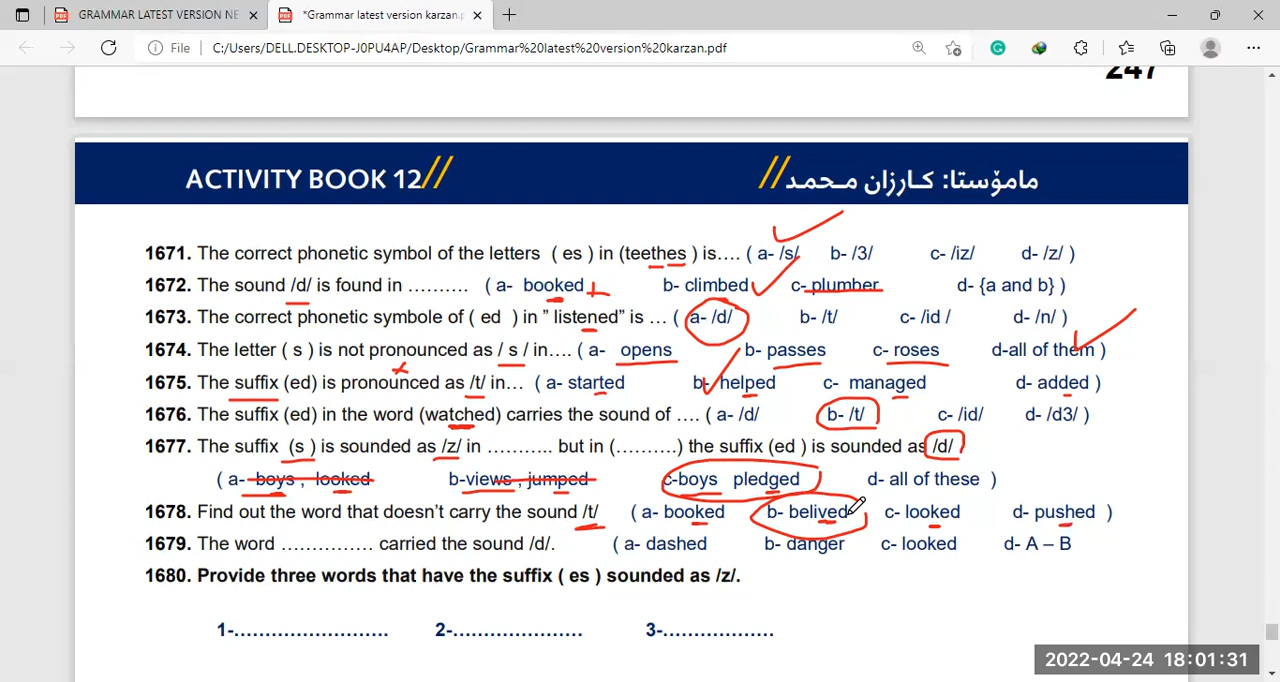 GRAMMAR LATEST VERSION NE
*Grammar latest version karzan.p
File C:/Users/DELL.DESKTOP-J0PU4AP/Desktop/Grammar%20latest%20version%20karzan.pdf
247
ACTIVITY BOOK 12// //مامۆستا: کـارزان مـحمد
1671. The correct phonetic symbol of the letters ( es ) in (teethes ) is…. ( a- /s/ b- /3/ c- /iz/ d- /z/ )
1672. The sound /d/ is found in ………. ( a- booked b- climbed c- plumber d- {a and b} )
1673. The correct phonetic symbole of ( ed ) in ” listened” is … ( a- /d/ b- /t/ c- /id / d- /n/ )
1674. The letter ( s ) is not pronounced as / s / in…. ( a- opens b- passes c- roses d-all of them )
1675. The suffix (ed) is pronounced as /t/ in… ( a- started b- helped c- managed d- added )
1676. The suffix (ed) in the word (watched) carries the sound of …. ( a- /d/ b- /t/ c- /id/ d- /d3/ )
1677. The suffix (s ) is sounded as /z/ in ……….. but in (……….) the suffix (ed ) is sounded as /d/
( a- boys , looked b-views , jumped c-boys pledged d- all of these )
1678. Find out the word that doesn’t carry the sound /t/ ( a- booked b- belived c- looked d- pushed )
1679. The word …………… carried the sound /d/. ( a- dashed b- danger c- looked d- A – B
1680. Provide three words that have the suffix ( es ) sounded as /z/.
1-……………………. 2-……………….. 3-………………
2022-04-24 18:01:31